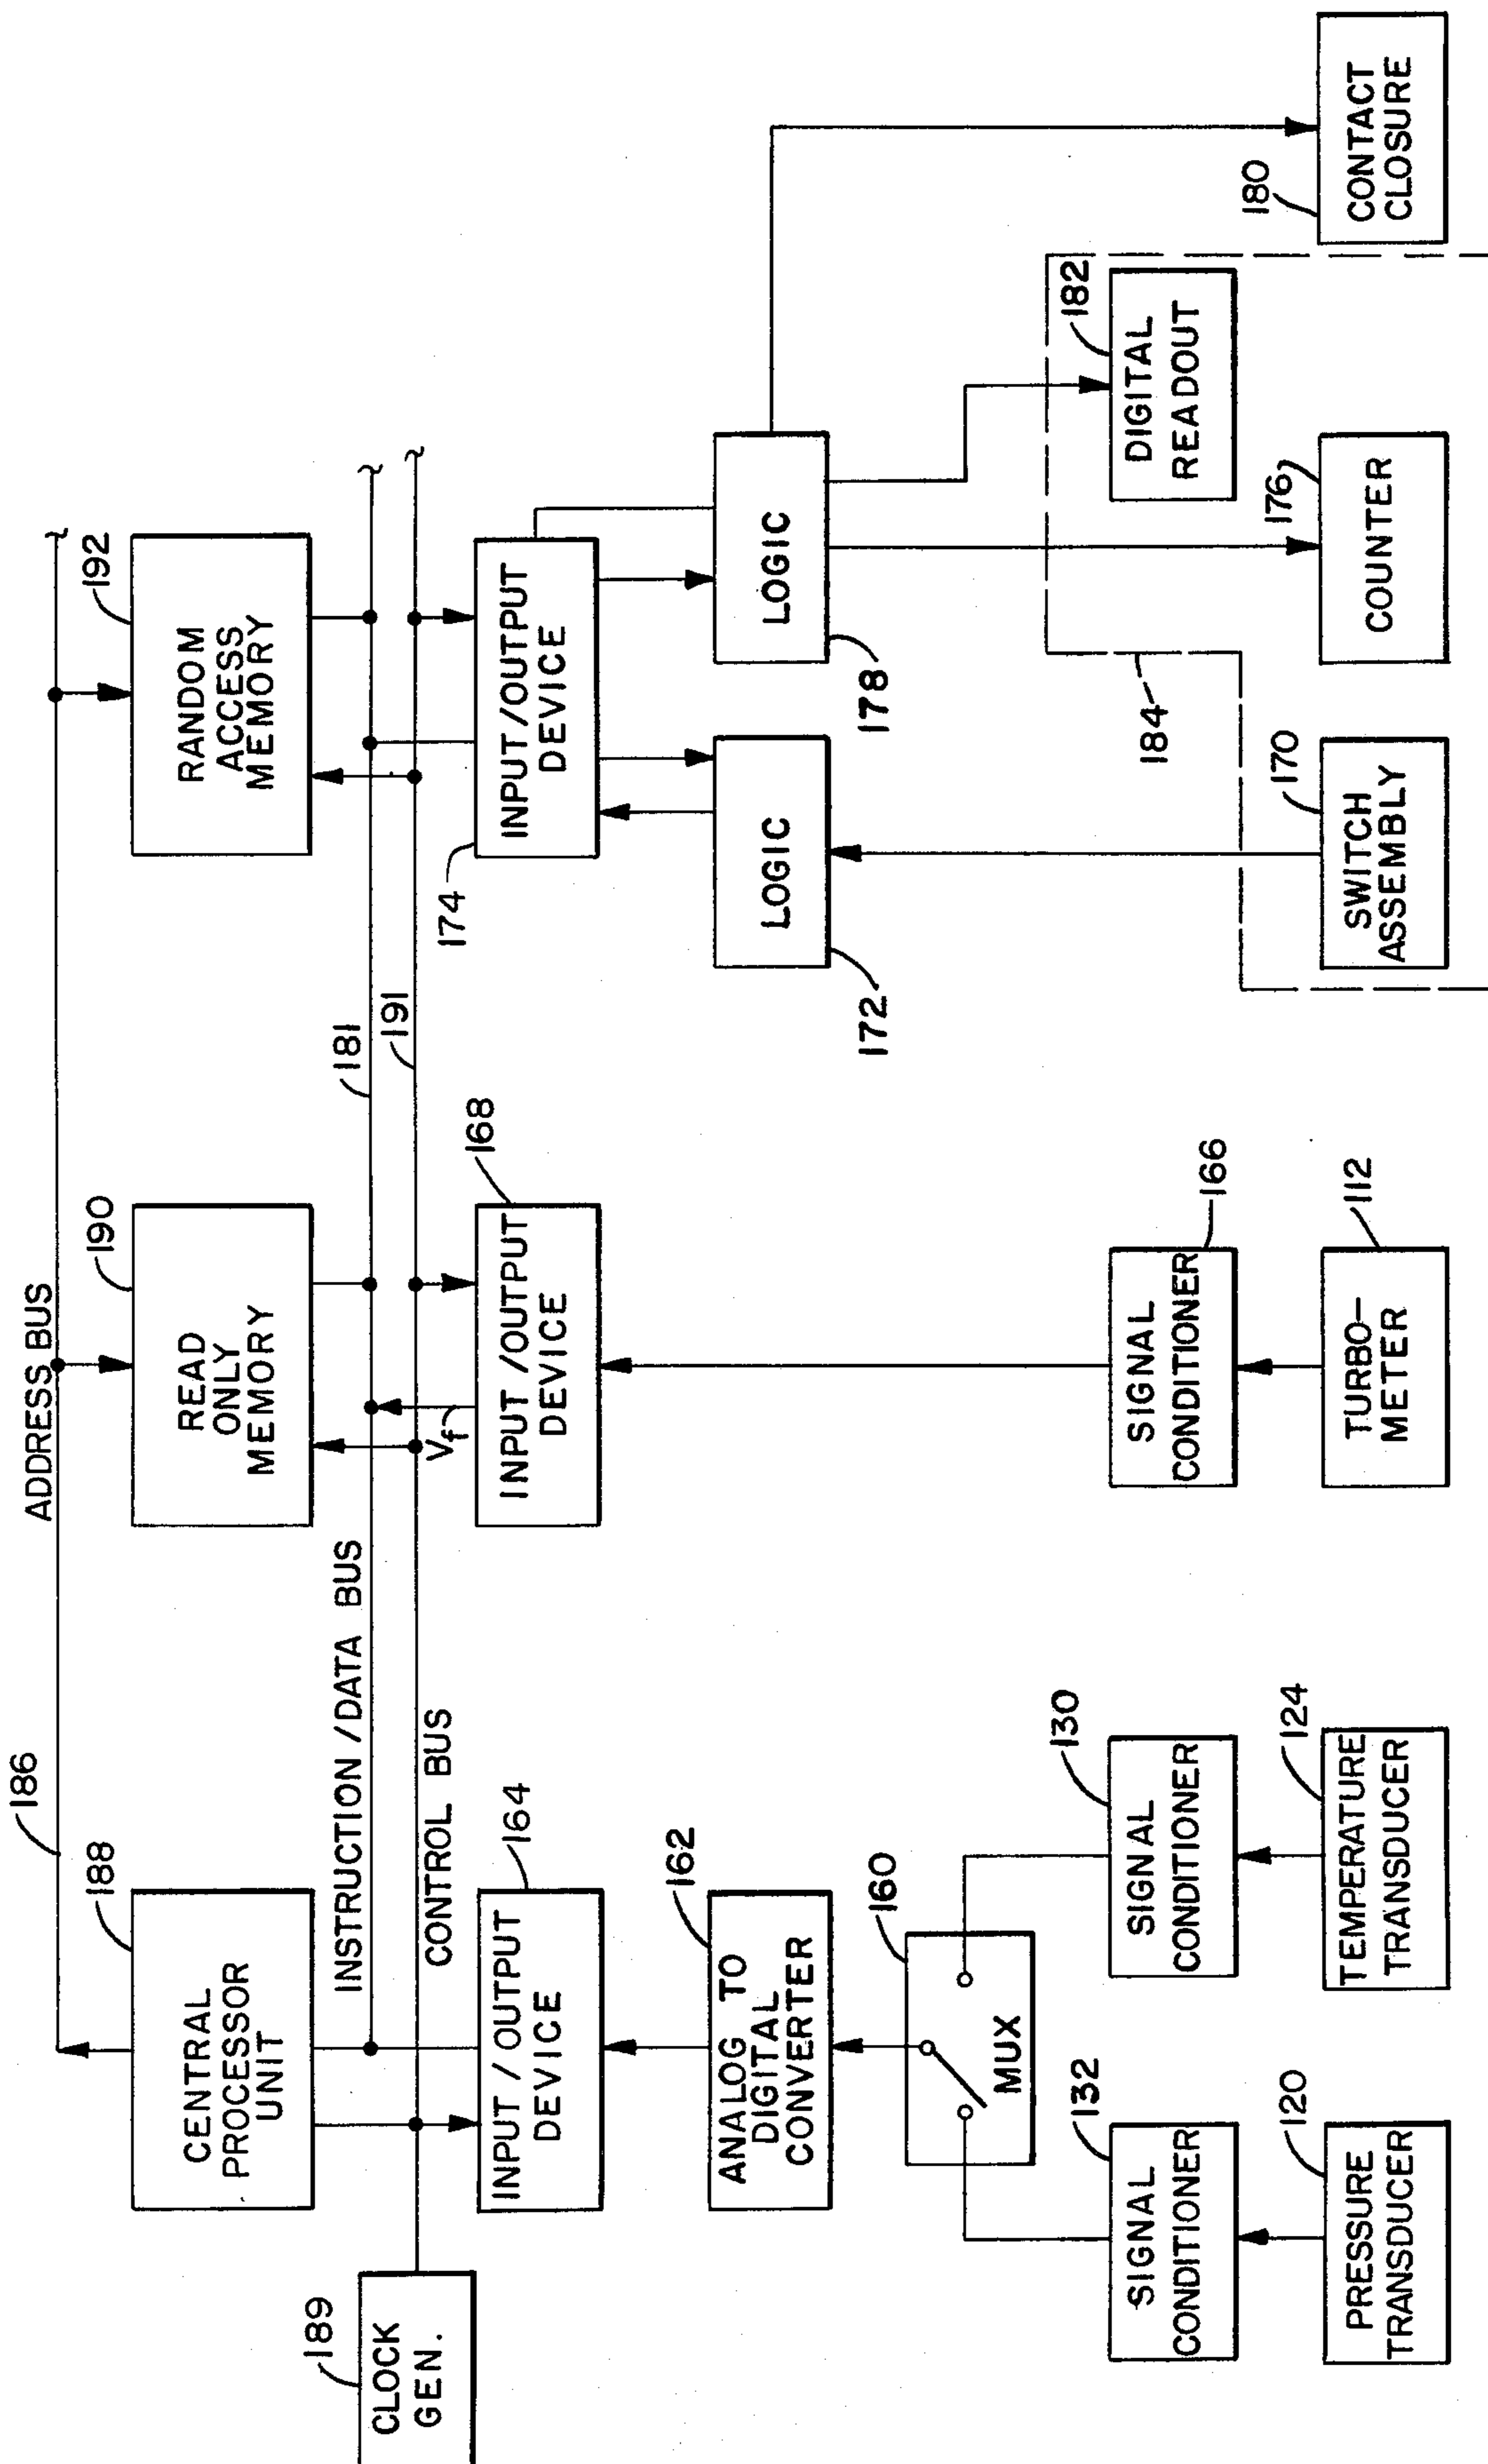 186
ADDRESS BUS
188
CENTRAL
PROCESSOR
UNIT
190
READ
ONLY
MEMORY
192
RANDOM
ACCESS
MEMORY
189
CLOCK
GEN.
INSTRUCTION/DATA BUS
181
CONTROL BUS
191
164
INPUT/OUTPUT
DEVICE
Vf
168
INPUT/OUTPUT
DEVICE
174
INPUT/OUTPUT
DEVICE
162
ANALOG TO
DIGITAL
CONVERTER
172
LOGIC
178
LOGIC
160
MUX
184
132
SIGNAL
CONDITIONER
130
SIGNAL
CONDITIONER
166
SIGNAL
CONDITIONER
182
DIGITAL
READOUT
120
PRESSURE
TRANSDUCER
124
TEMPERATURE
TRANSDUCER
112
TURBO-
METER
170
SWITCH
ASSEMBLY
176
COUNTER
180
CONTACT
CLOSURE